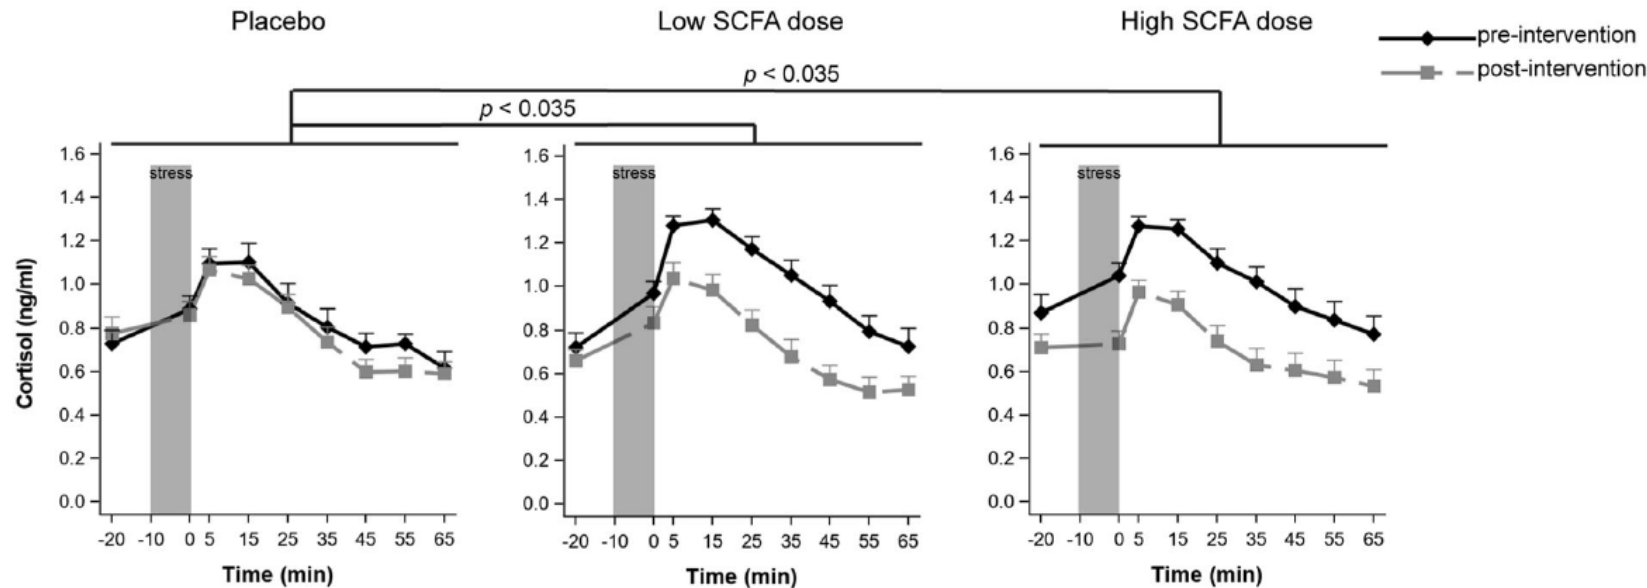 Placebo
Low SCFA dose
High SCFA dose
pre-intervention
post-intervention
p < 0.035
p < 0.035
Cortisol (ng/ml)
1.6
1.4
1.2
1.0
0.8
0.6
0.4
0.2
0.0
stress
-20 -10 0 5 15 25 35 45 55 65
Time (min)
1.6
1.4
1.2
1.0
0.8
0.6
0.4
0.2
0.0
stress
-20 -10 0 5 15 25 35 45 55 65
Time (min)
1.6
1.4
1.2
1.0
0.8
0.6
0.4
0.2
0.0
stress
-20 -10 0 5 15 25 35 45 55 65
Time (min)